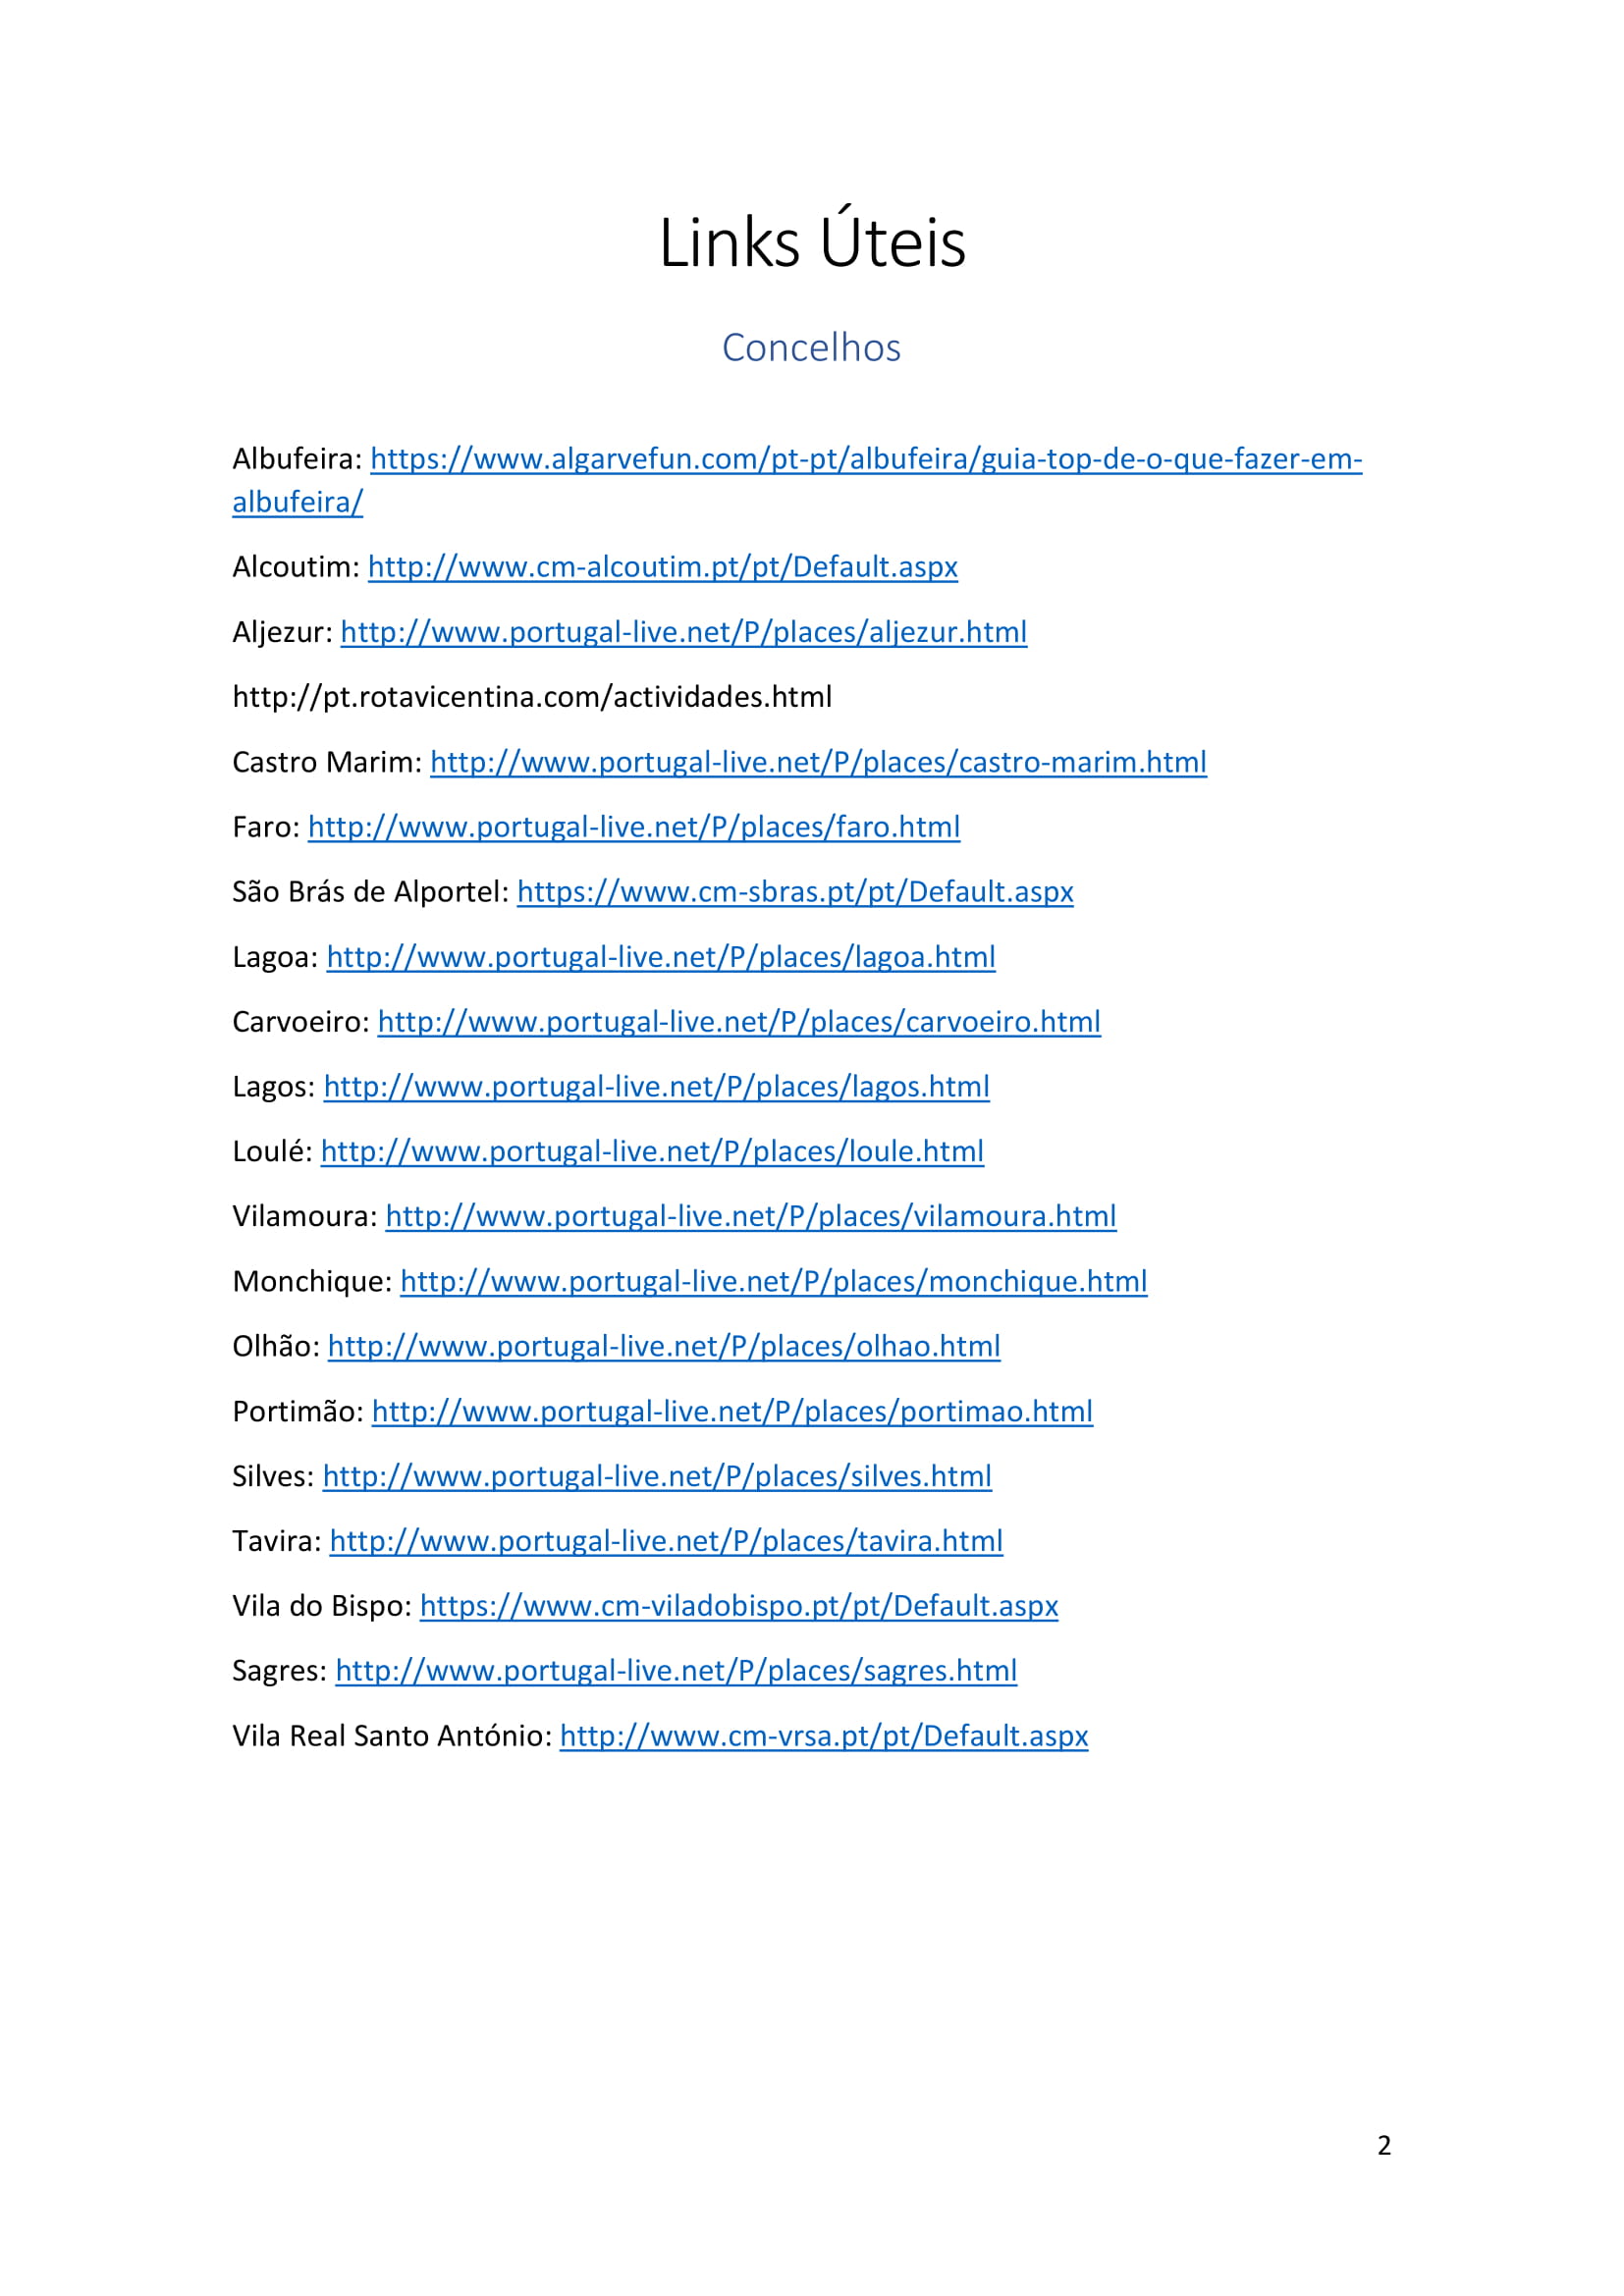 Links Úteis
Concelhos
Albufeira: https://www.algarvefun.com/pt-pt/albufeira/guia-top-de-o-que-fazer-em-
albufeira/
Alcoutim: http://www.cm-alcoutim.pt/pt/Default.aspx
Aljezur: http://www.portugal-live.net/P/places/aljezur.html
http://pt.rotavicentina.com/actividades.html
Castro Marim: http://www.portugal-live.net/P/places/castro-marim.html
Faro: http://www.portugal-live.net/P/places/faro.html
São Brás de Alportel: https://www.cm-sbras.pt/pt/Default.aspx
Lagoa: http://www.portugal-live.net/P/places/lagoa.html
Carvoeiro: http://www.portugal-live.net/P/places/carvoeiro.html
Lagos: http://www.portugal-live.net/P/places/lagos.html
Loulé: http://www.portugal-live.net/P/places/loule.html
Vilamoura: http://www.portugal-live.net/P/places/vilamoura.html
Monchique: http://www.portugal-live.net/P/places/monchique.html
Olhão: http://www.portugal-live.net/P/places/olhao.html
Portimão: http://www.portugal-live.net/P/places/portimao.html
Silves: http://www.portugal-live.net/P/places/silves.html
Tavira: http://www.portugal-live.net/P/places/tavira.html
Vila do Bispo: https://www.cm-viladobispo.pt/pt/Default.aspx
Sagres: http://www.portugal-live.net/P/places/sagres.html
Vila Real Santo António: http://www.cm-vrsa.pt/pt/Default.aspx
2